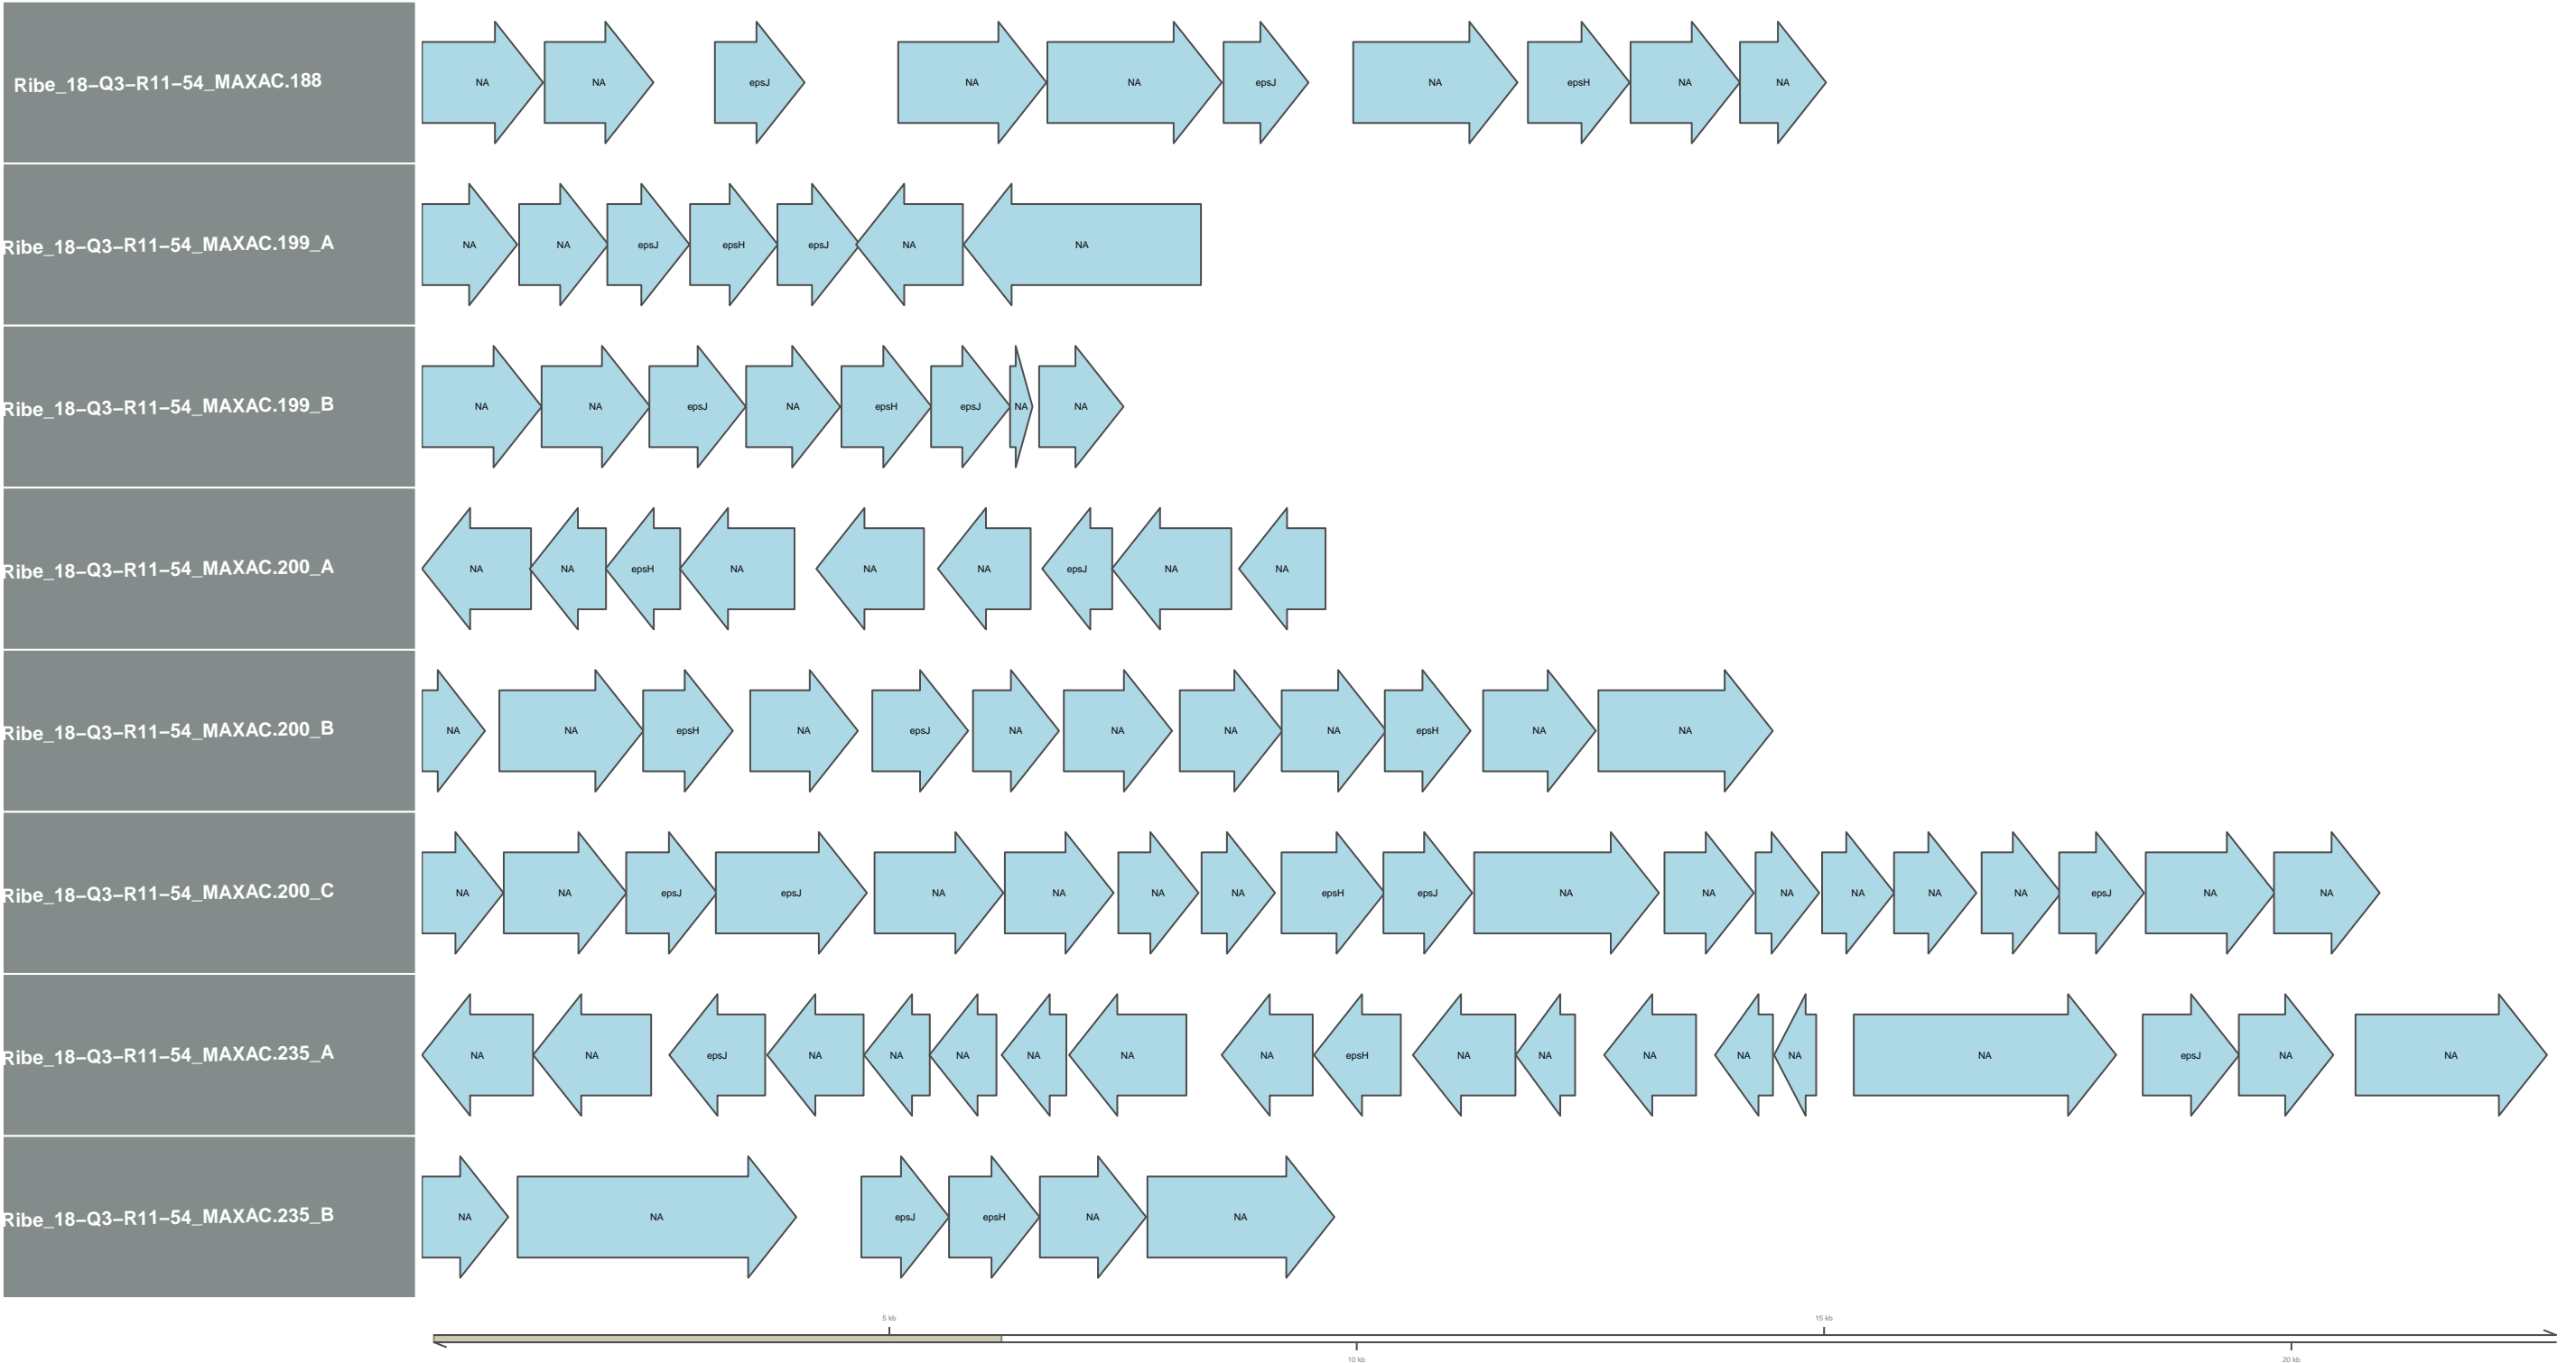 Ribe_18−Q3−R11−54_MAXAC.188
NA NA epsJ NA NA epsJ NA epsH NA NA
Ribe_18−Q3−R11−54_MAXAC.199_A
NA NA epsJ epsH epsJ NA NA
Ribe_18−Q3−R11−54_MAXAC.199_B
NA NA epsJ NA epsH epsJ NA NA
Ribe_18−Q3−R11−54_MAXAC.200_A
NA NA epsH NA NA NA epsJ NA NA
Ribe_18−Q3−R11−54_MAXAC.200_B
NA NA epsH NA epsJ NA NA NA NA epsH NA NA
Ribe_18−Q3−R11−54_MAXAC.200_C
NA NA epsJ epsJ NA NA NA NA epsH epsJ NA NA NA NA NA NA epsJ NA NA
Ribe_18−Q3−R11−54_MAXAC.235_A
NA NA epsJ NA NA NA NA NA NA epsH NA NA NA NA NA NA epsJ NA NA
Ribe_18−Q3−R11−54_MAXAC.235_B
NA NA epsJ epsH NA NA
5 kb 15 kb
10 kb 20 kb